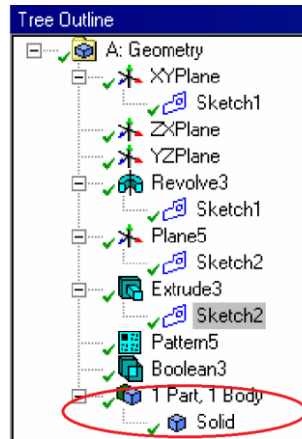 Tree Outline
A: Geometry
XYPlane
Sketch1
ZXPlane
YZPlane
Revolve3
Sketch1
Plane5
Sketch2
Extrude3
Sketch2
Pattern5
Boolean3
1 Part, 1 Body
Solid